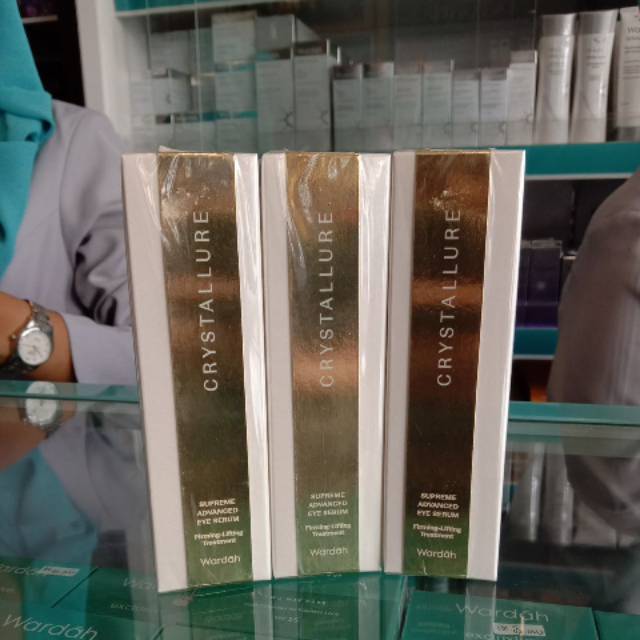 CRYSTALLURE
SUPREME
ADVANCED
EYE SERUM
Firming-Lifting
Treatment
Wardah
CRYSTALLURE
SUPREME
ADVANCED
EYE SERUM
Firming-Lifting
Treatment
Wardah
CRYSTALLURE
SUPREME
ADVANCED
EYE SERUM
Firming-Lifting
Treatment
Wardah
Wardah
Wardah
Wardah